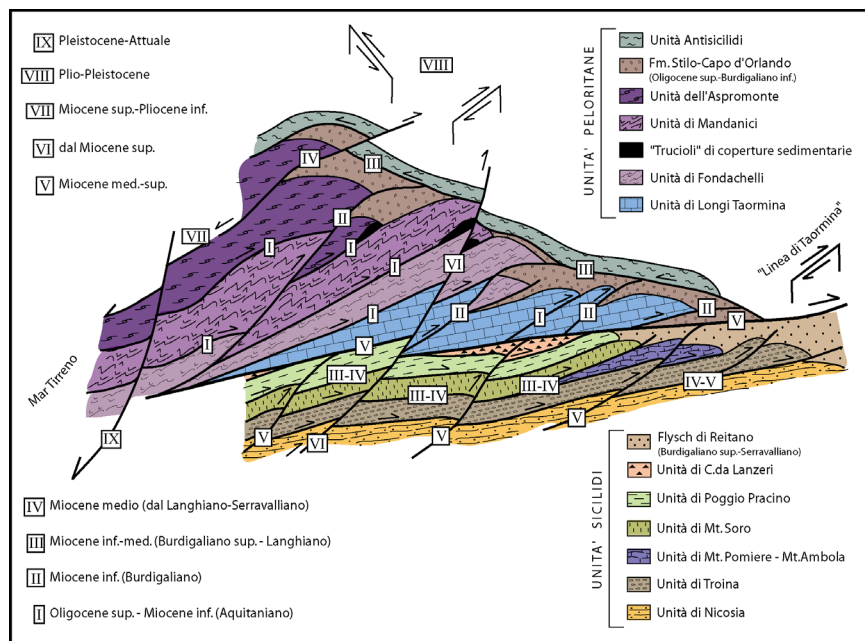 IX Pleistocene-Attuale
VIII Plio-Pleistocene
VII Miocene sup.-Pliocene inf.
VI dal Miocene sup.
V Miocene med.-sup.
VIII
UNITA' PELORITANE
Unità Antisicilidi
Fm. Stilo-Capo d'Orlando
(Oligocene sup.-Burdigaliano inf.)
Unità dell'Aspromonte
Unità di Mandanici
"Trucioli" di coperture sedimentarie
Unità di Fondachelli
Unità di Longi Taormina
IV
III
II
VII
I
I
I
VI
III
"Linea di Taormina"
I
II
I
II
II
V
I
V
Mar Tirreno
III-IV
III-IV
III-IV
IV-V
IX
V
VI
V
V
IV Miocene medio (dal Langhiano-Serravalliano)
III Miocene inf.-med. (Burdigaliano sup. - Langhiano)
II Miocene inf. (Burdigaliano)
I Oligocene sup. - Miocene inf. (Aquitaniano)
UNITA' SICILIDI
Flysch di Reitano
(Burdigaliano sup.-Serravalliano)
Unità di C.da Lanzeri
Unità di Poggio Pracino
Unità di Mt. Soro
Unità di Mt. Pomiere - Mt.Ambola
Unità di Troina
Unità di Nicosia